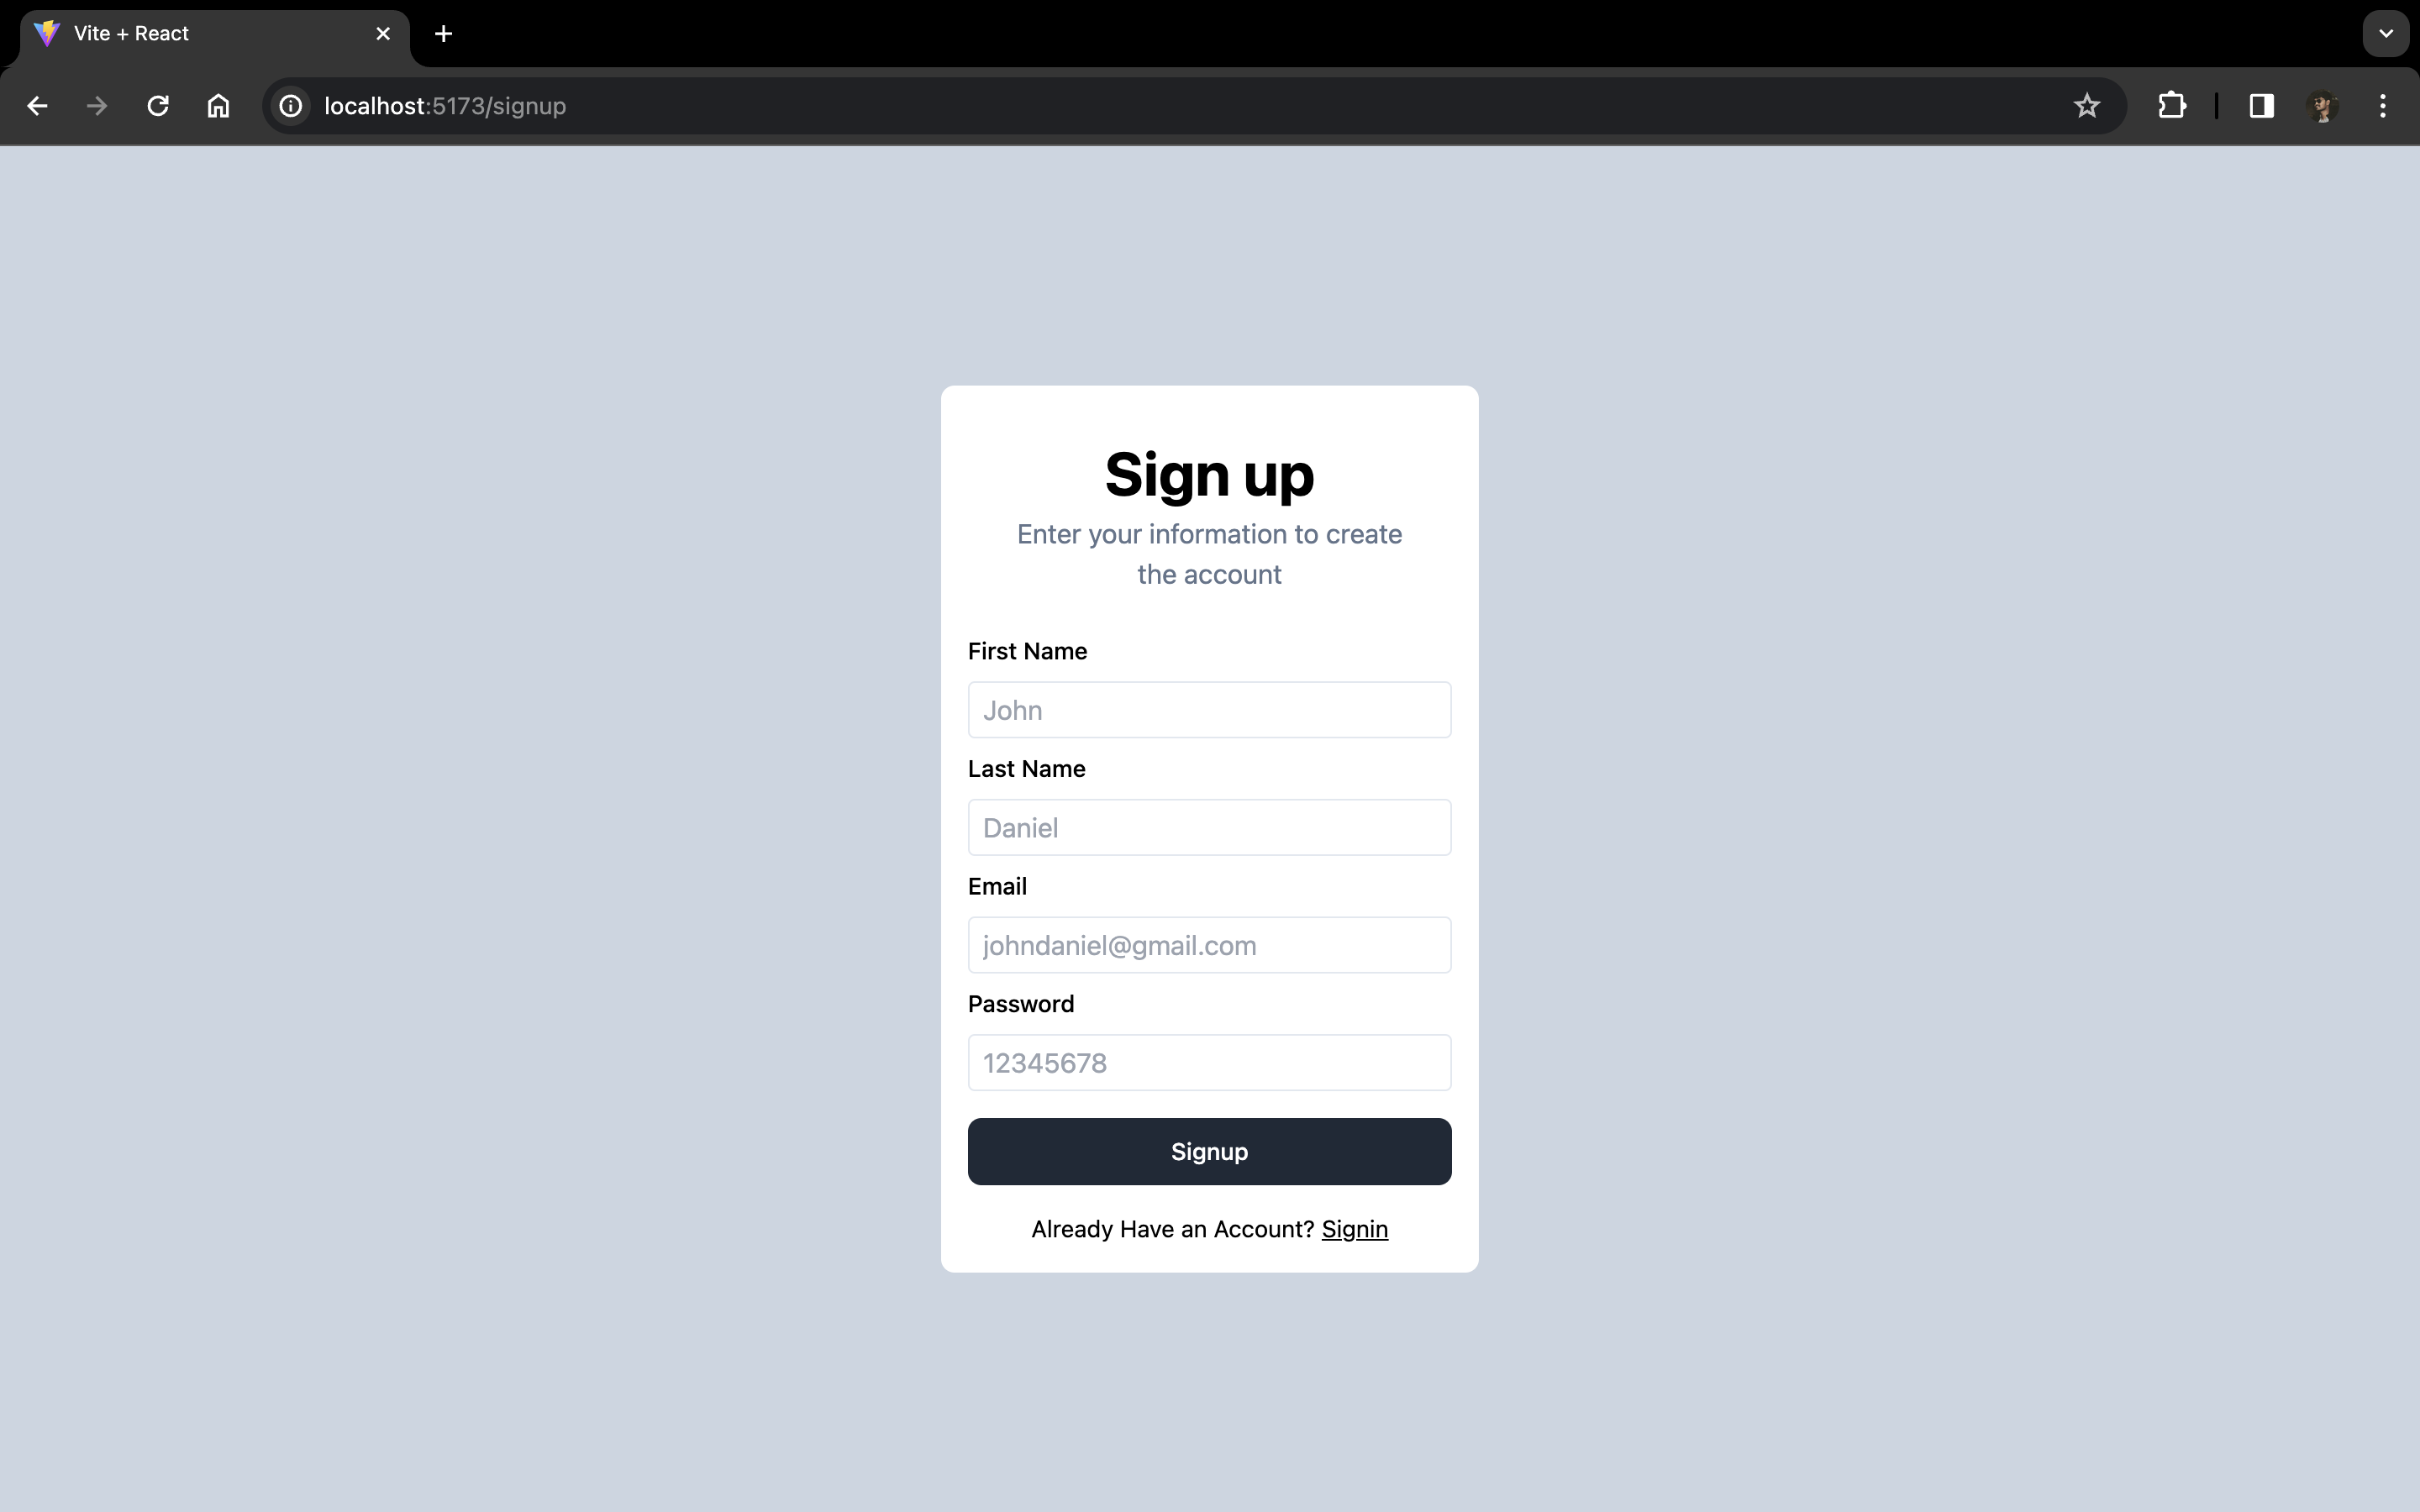 Vite + React
localhost:5173/signup
Sign up
Enter your information to create
the account
First Name
John
Last Name
Daniel
Email
johndaniel@gmail.com
Password
12345678
Signup
Already Have an Account? Signin